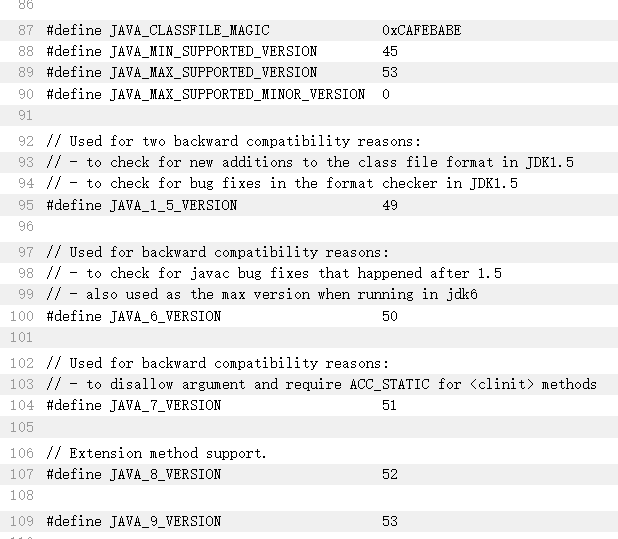 86
87 #define JAVA_CLASSFILE_MAGIC              0xCAFEBABE
88 #define JAVA_MIN_SUPPORTED_VERSION        45
89 #define JAVA_MAX_SUPPORTED_VERSION        53
90 #define JAVA_MAX_SUPPORTED_MINOR_VERSION  0
91
92 // Used for two backward compatibility reasons:
93 // - to check for new additions to the class file format in JDK1.5
94 // - to check for bug fixes in the format checker in JDK1.5
95 #define JAVA_1_5_VERSION                  49
96
97 // Used for backward compatibility reasons:
98 // - to check for javac bug fixes that happened after 1.5
99 // - also used as the max version when running in jdk6
100 #define JAVA_6_VERSION                    50
101
102 // Used for backward compatibility reasons:
103 // - to disallow argument and require ACC_STATIC for <clinit> methods
104 #define JAVA_7_VERSION                    51
105
106 // Extension method support.
107 #define JAVA_8_VERSION                    52
108
109 #define JAVA_9_VERSION                    53